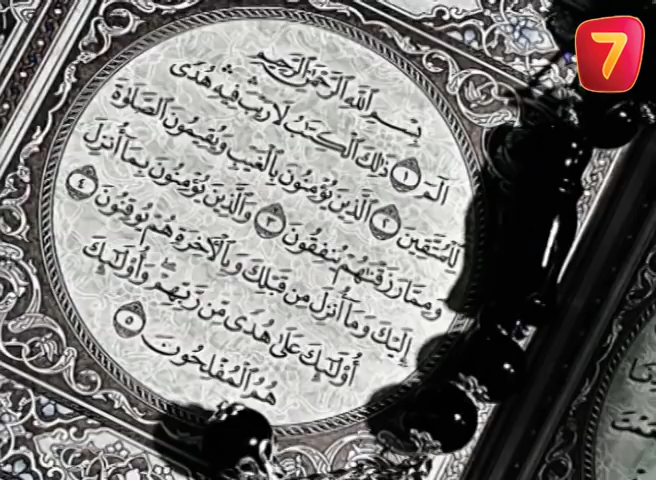 7
بِسْمِ ٱللَّهِ ٱلرَّحْمَٰنِ ٱلرَّحِيمِ
الٓمٓ ١ ذَٰلِكَ ٱلْكِتَٰبُ لَا رَيْبَ فِيهِ هُدًى
لِّلْمُتَّقِينَ ٢ ٱلَّذِينَ يُؤْمِنُونَ بِٱلْغَيْبِ وَيُقِيمُونَ ٱلصَّلَوٰةَ
وَمِمَّا رَزَقْنَٰهُمْ يُنفِقُونَ ٣ وَٱلَّذِينَ يُؤْمِنُونَ بِمَآ أُنزِلَ
إِلَيْكَ وَمَآ أُنزِلَ مِن قَبْلِكَ وَبِٱلْأَخِرَةِ هُمْ يُوقِنُونَ ٤
أُو۟لَٰٓئِكَ عَلَىٰ هُدًى مِّن رَّبِّهِمْ وَأُو۟لَٰٓئِكَ
هُمُ ٱلْمُفْلِحُونَ ٥